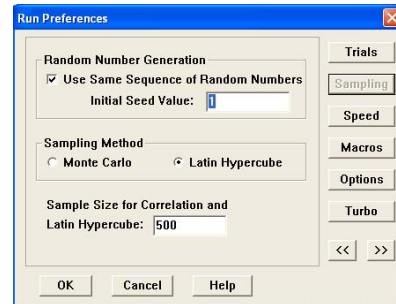 Run Preferences
Random Number Generation
Use Same Sequence of Random Numbers
Initial Seed Value: 1
Sampling Method
Monte Carlo Latin Hypercube
Sample Size for Correlation and
Latin Hypercube: 500
OK Cancel Help
Trials
Sampling
Speed
Macros
Options
Turbo
<< >>